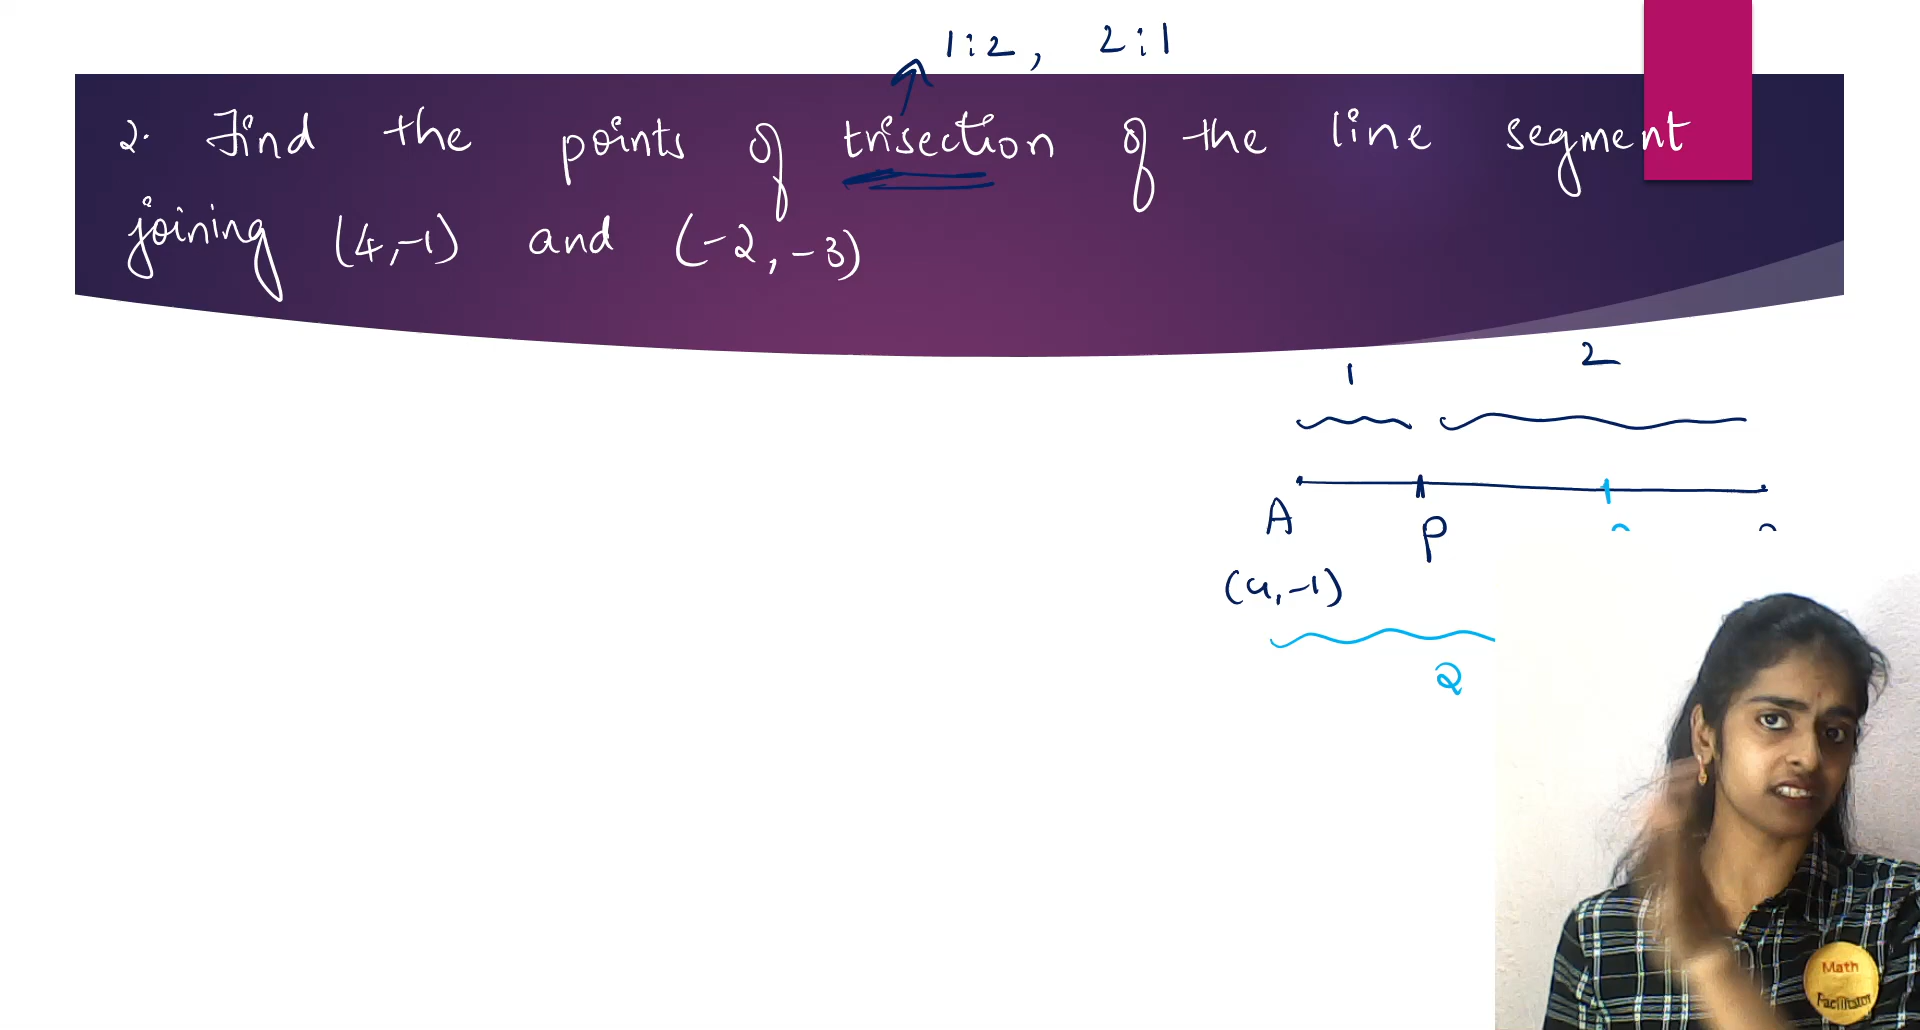 1:2, 2:1
2. Find the points of trisection of the line segment
joining (4,-1) and (-2,-3)
1 2
A P
(4,-1)
2
Math
Facilitator